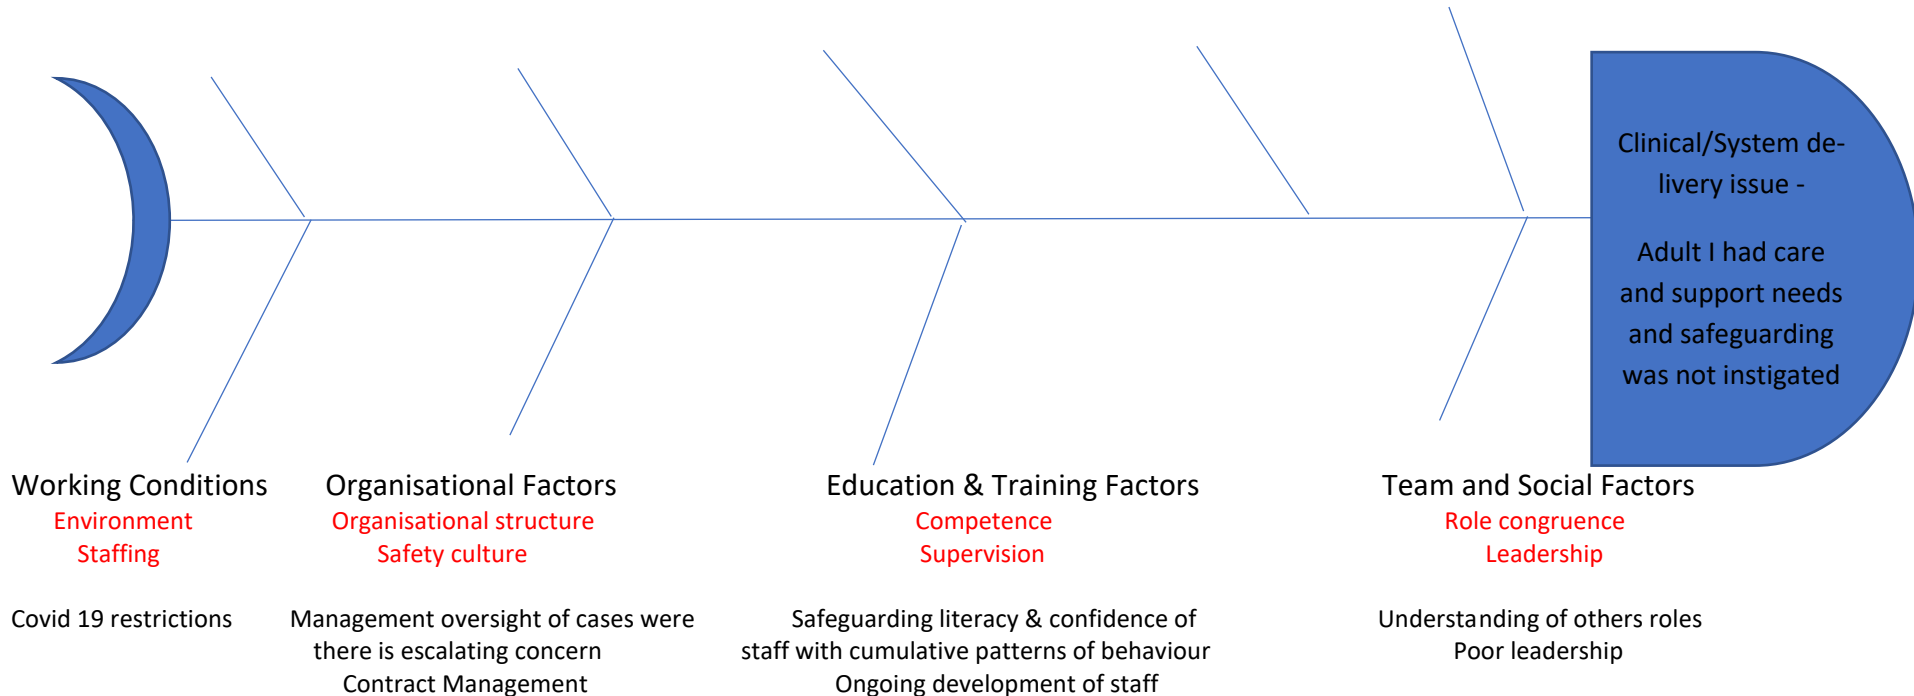 Clinical/System de-
livery issue -
Adult I had care
and support needs
and safeguarding
was not instigated
Working Conditions
Environment
Staffing
Covid 19 restrictions
Organisational Factors
Organisational structure
Safety culture
Management oversight of cases were
there is escalating concern
Contract Management
Education & Training Factors
Competence
Supervision
Safeguarding literacy & confidence of
staff with cumulative patterns of behaviour
Ongoing development of staff
Team and Social Factors
Role congruence
Leadership
Understanding of others roles
Poor leadership